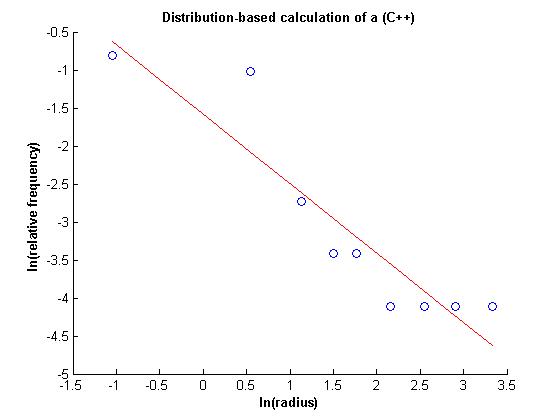 Distribution-based calculation of a (C++)
-0.5
-1
-1.5
-2
-2.5
-3
-3.5
-4
-4.5
-5
ln(relative frequency)
-1.5 -1 -0.5 0 0.5 1 1.5 2 2.5 3 3.5
ln(radius)